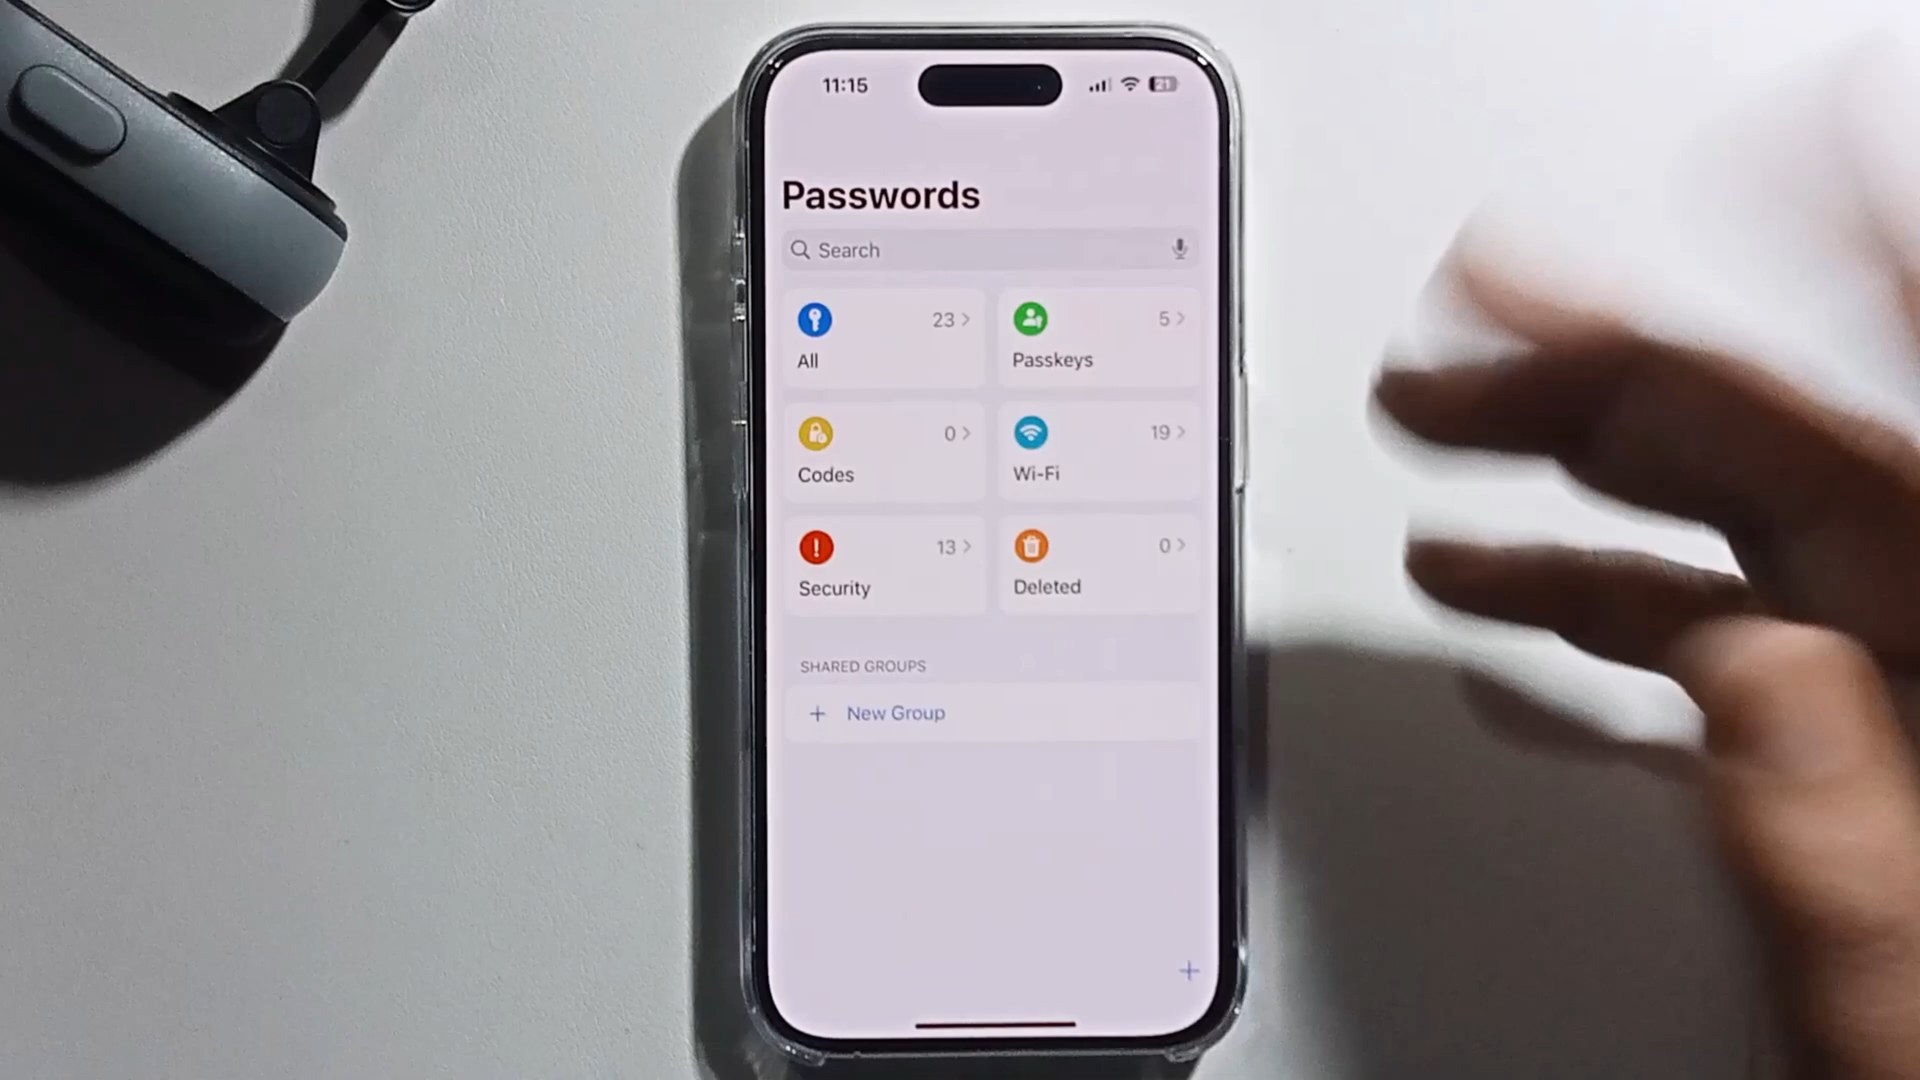 11:15
21
Passwords
Search
23
All
5
Passkeys
0
Codes
19
Wi-Fi
13
Security
0
Deleted
SHARED GROUPS
+ New Group
+